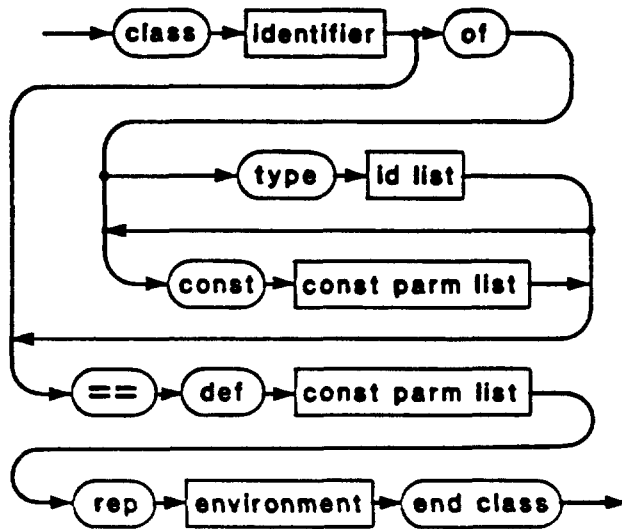 class identifier of
type id list
const const parm list
== def const parm list
rep environment end class